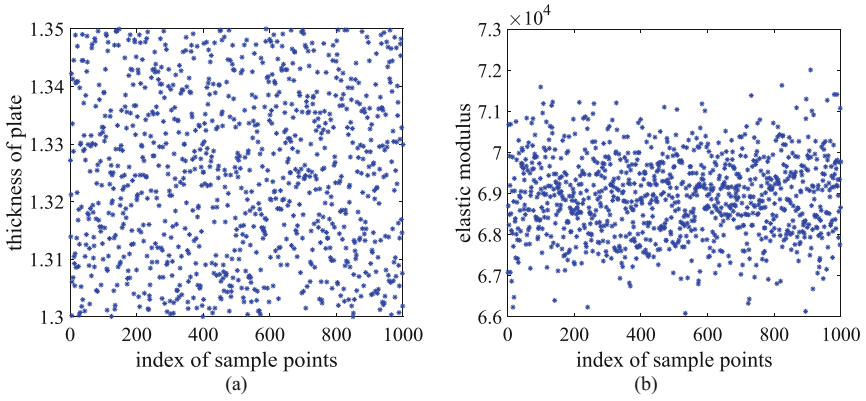 1.35
1.34
1.33
1.32
1.31
1.3
thickness of plate
0 200 400 600 800 1000
index of sample points
(a)
×10⁴
7.3
7.2
7.1
7
6.9
6.8
6.7
6.6
elastic modulus
0 200 400 600 800 1000
index of sample points
(b)